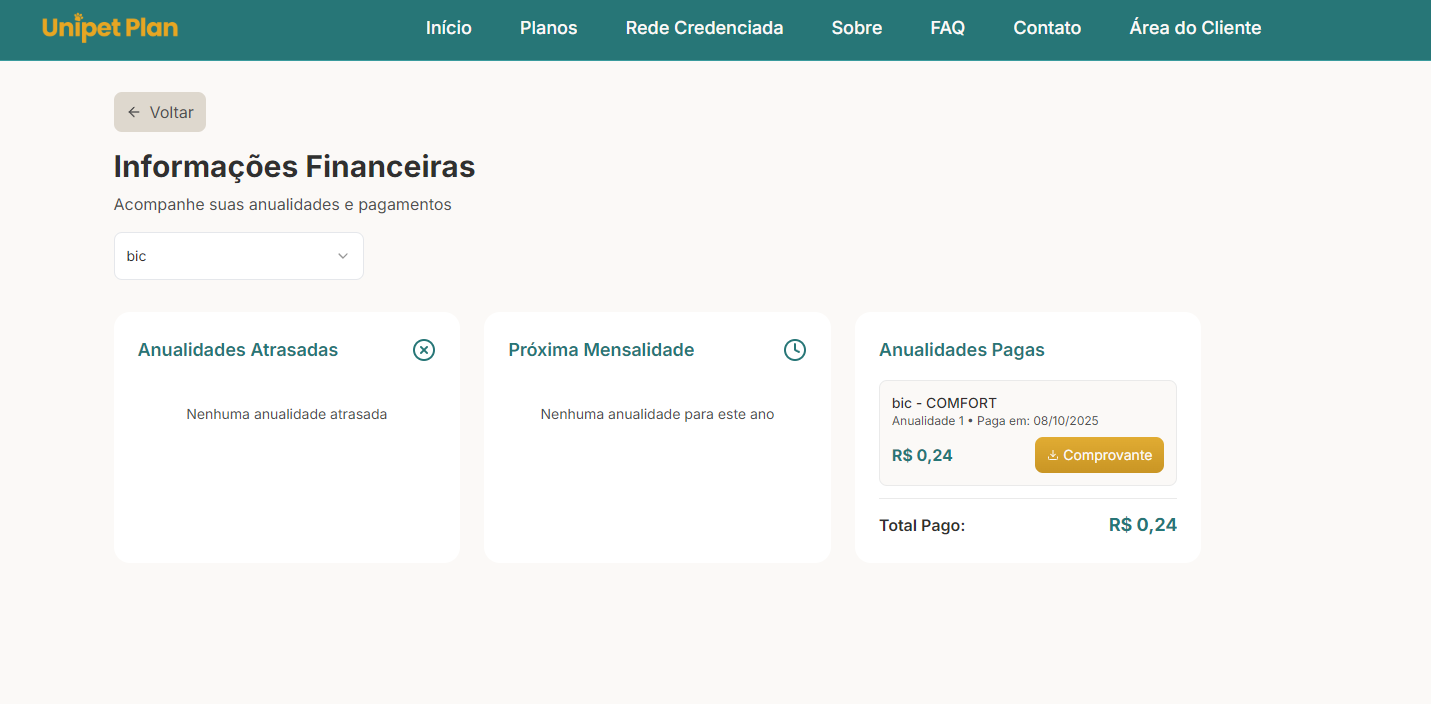 Unipet Plan
Início Planos Rede Credenciada Sobre FAQ Contato Área do Cliente
Voltar
Informações Financeiras
Acompanhe suas anualidades e pagamentos
bic
Anualidades Atrasadas
Nenhuma anualidade atrasada
Próxima Mensalidade
Nenhuma anualidade para este ano
Anualidades Pagas
bic - COMFORT
Anualidade 1 • Paga em: 08/10/2025
R$ 0,24 Comprovante
Total Pago: R$ 0,24